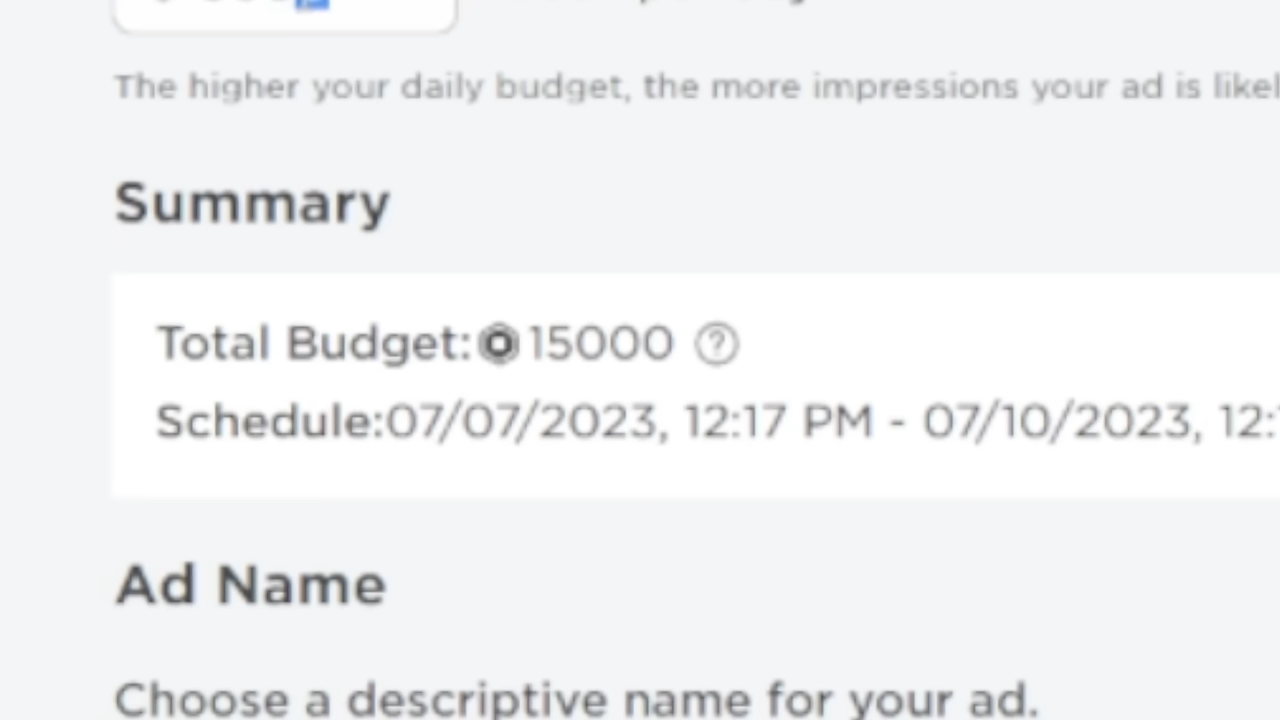 The higher your daily budget, the more impressions your ad is likel
Summary
Total Budget: 15000 ?
Schedule:07/07/2023, 12:17 PM - 07/10/2023, 12:
Ad Name
Choose a descriptive name for your ad.